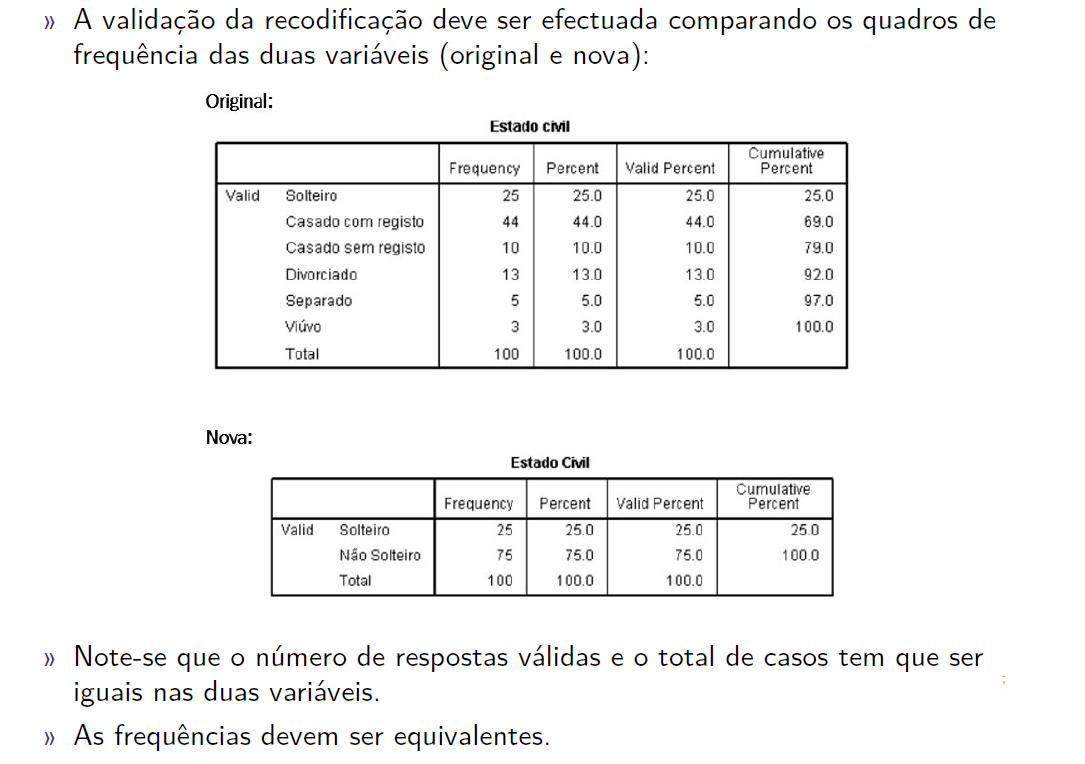 » A validação da recodificação deve ser efectuada comparando os quadros de
frequência das duas variáveis (original e nova):
Original:
Estado civil
Frequency Percent Valid Percent Cumulative Percent
Valid Solteiro 25 25.0 25.0 25.0
Casado com registo 44 44.0 44.0 69.0
Casado sem registo 10 10.0 10.0 79.0
Divorciado 13 13.0 13.0 92.0
Separado 5 5.0 5.0 97.0
Viúvo 3 3.0 3.0 100.0
Total 100 100.0 100.0
Nova:
Estado Civil
Frequency Percent Valid Percent Cumulative Percent
Valid Solteiro 25 25.0 25.0 25.0
Não Solteiro 75 75.0 75.0 100.0
Total 100 100.0 100.0
» Note-se que o número de respostas válidas e o total de casos tem que ser
iguais nas duas variáveis.
» As frequências devem ser equivalentes.